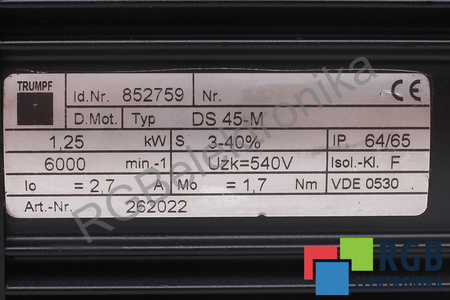 TRUMPF
Id.Nr. 852759 Nr. CE
D.Mot. Typ DS 45-M
1,25 kW S 3-40% IP 64/65
6000 min.-1 Uzk=540V Isol.-Kl. F
Io = 2,7 A Mo = 1,7 Nm VDE 0530
Art.-Nr. 262022
RGBelektronika
RGB
ELEKTRONIKA